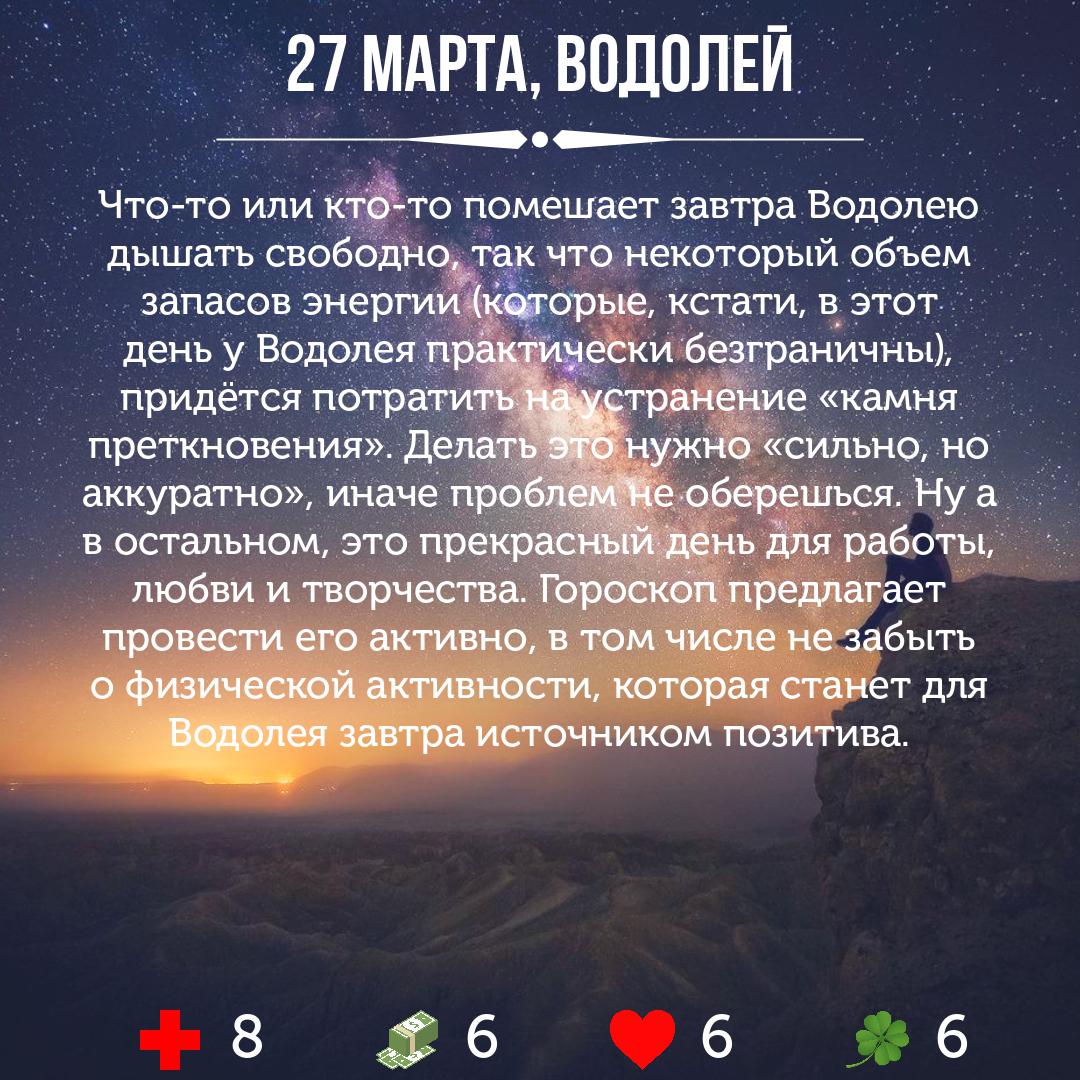 27 МАРТА, ВОДОЛЕЙ
Что-то или кто-то помешает завтра Водолею
дышать свободно, так что некоторый объем
запасов энергии (которые, кстати, в этот
день у Водолея практически безграничны),
придётся потратить на устранение «камня
преткновения». Делать это нужно «сильно, но
аккуратно», иначе проблем не оберешься. Ну а
в остальном, это прекрасный день для работы,
любви и творчества. Гороскоп предлагает
провести его активно, в том числе не забыть
о физической активности, которая станет для
Водолея завтра источником позитива.
8 6 6 6